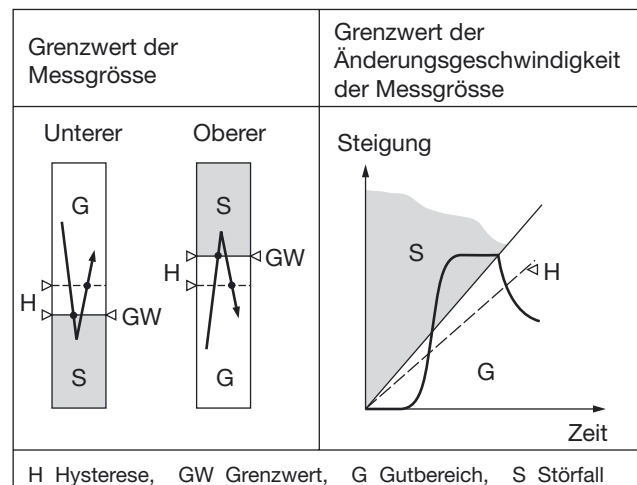 Grenzwert der
Messgrösse
Grenzwert der
Änderungsgeschwindigkeit
der Messgrösse
Unterer
Oberer
G
H
GW
S
S
H
GW
G
Steigung
S
H
G
Zeit
H Hysterese, GW Grenzwert, G Gutbereich, S Störfall